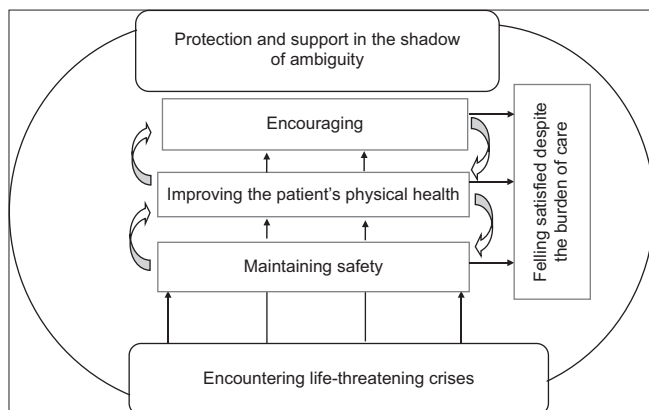 Protection and support in the shadow
of ambiguity
Encouraging
Improving the patient's physical health
Maintaining safety
Felling satisfied despite
the burden of care
Encountering life-threatening crises